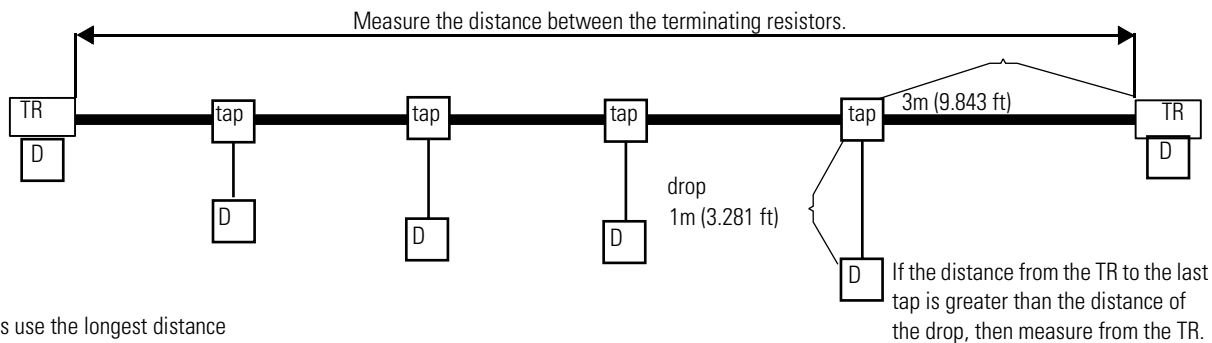 Measure the distance between the terminating resistors.
TR tap tap tap tap 3m (9.843 ft) TR
D D
drop
1m (3.281 ft)
D D D
D
If the distance from the TR to the last
tap is greater than the distance of
the drop, then measure from the TR.
s use the longest distance